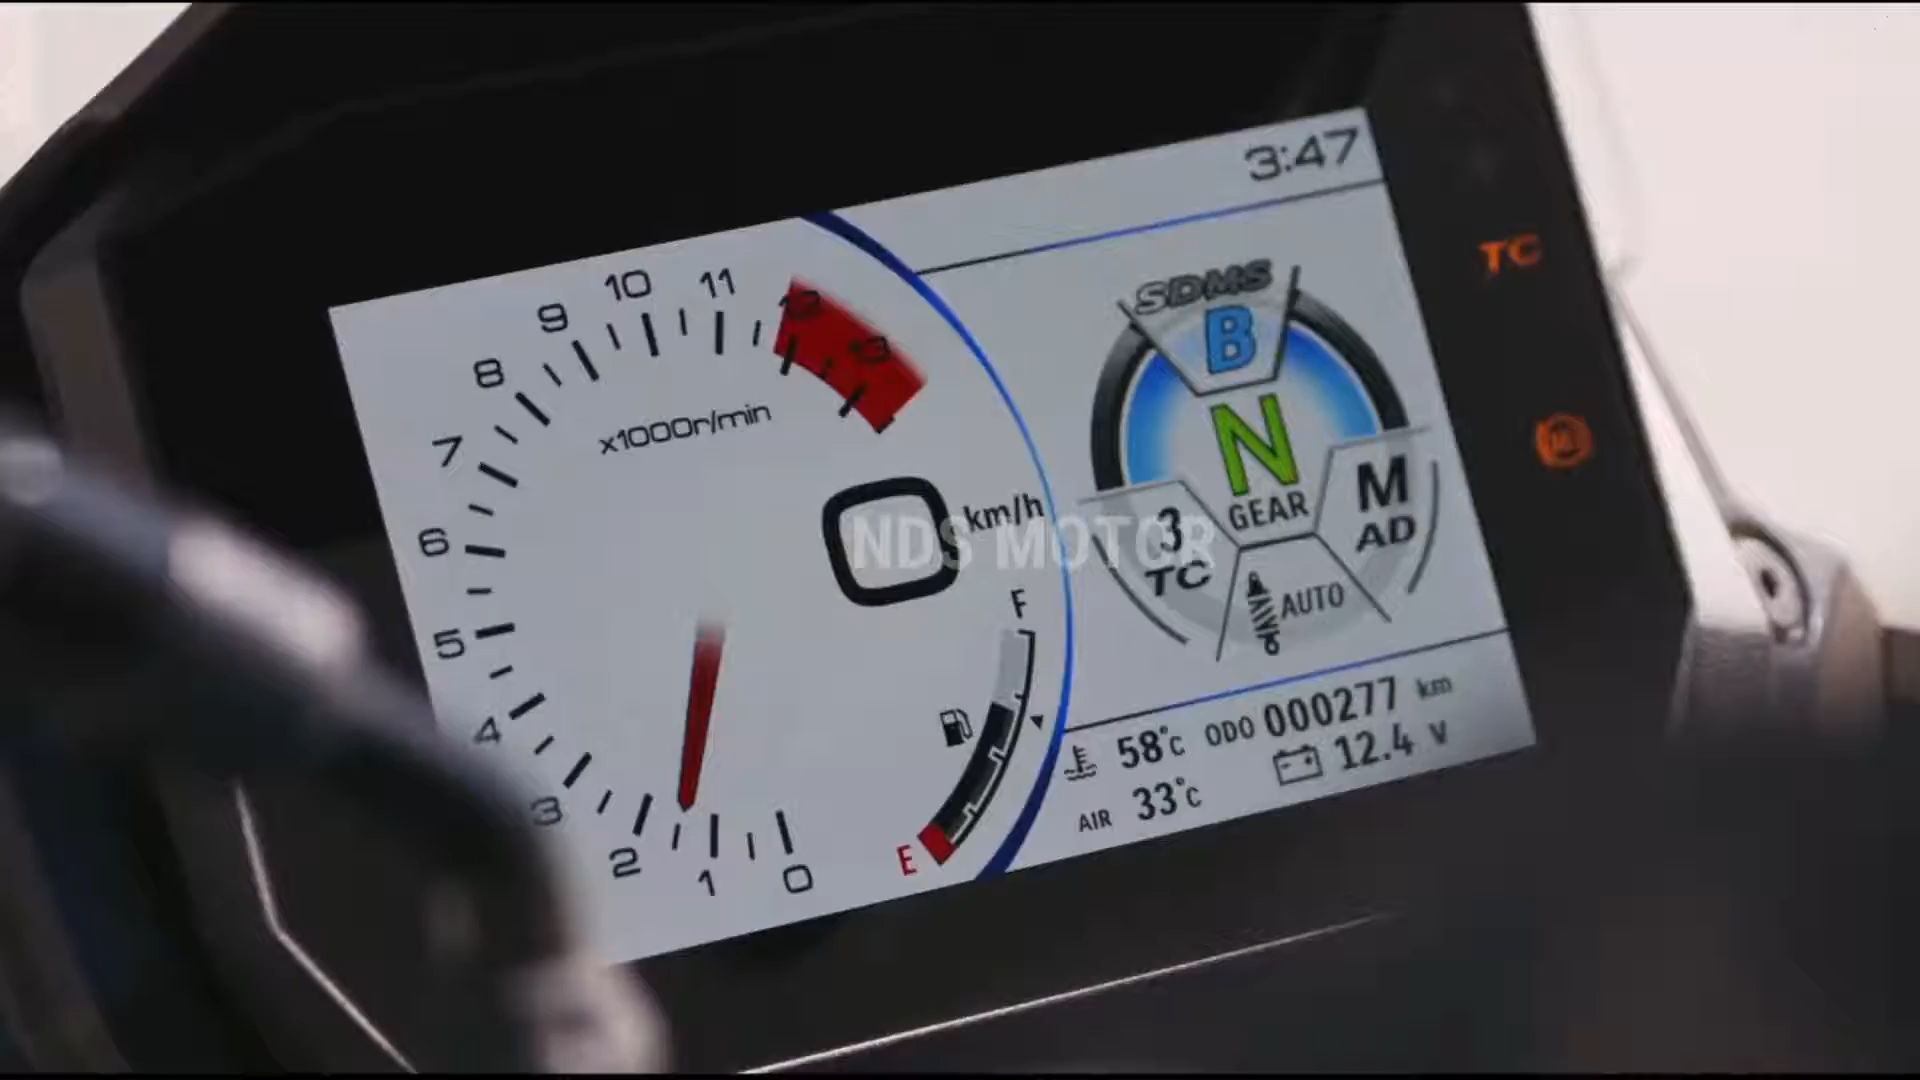 3:47
TC
SDMS
B
N
GEAR
3
TC
M
AD
AUTO
13
12
11
10
9
8
7
6
5
4
3
2
1
0
x1000r/min
0 km/h
NDS MOTOR
F
E
58°C
ODO 000277 km
AIR 33°C
12.4 V